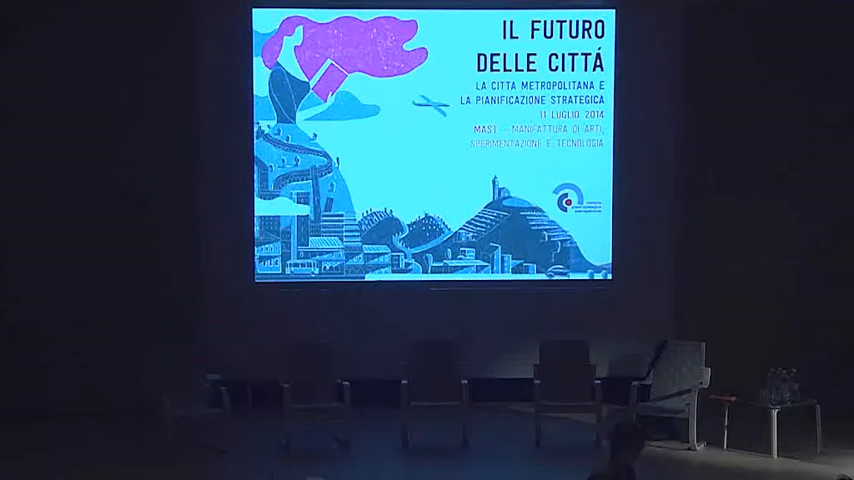 IL FUTURO
DELLE CITTÁ
LA CITTA METROPOLITANA E
LA PIANIFICAZIONE STRATEGICA
11 LUGLIO 2014
MAST – MANIFATTURA DI ARTI,
SPERIMENTAZIONE E TECNOLOGIA